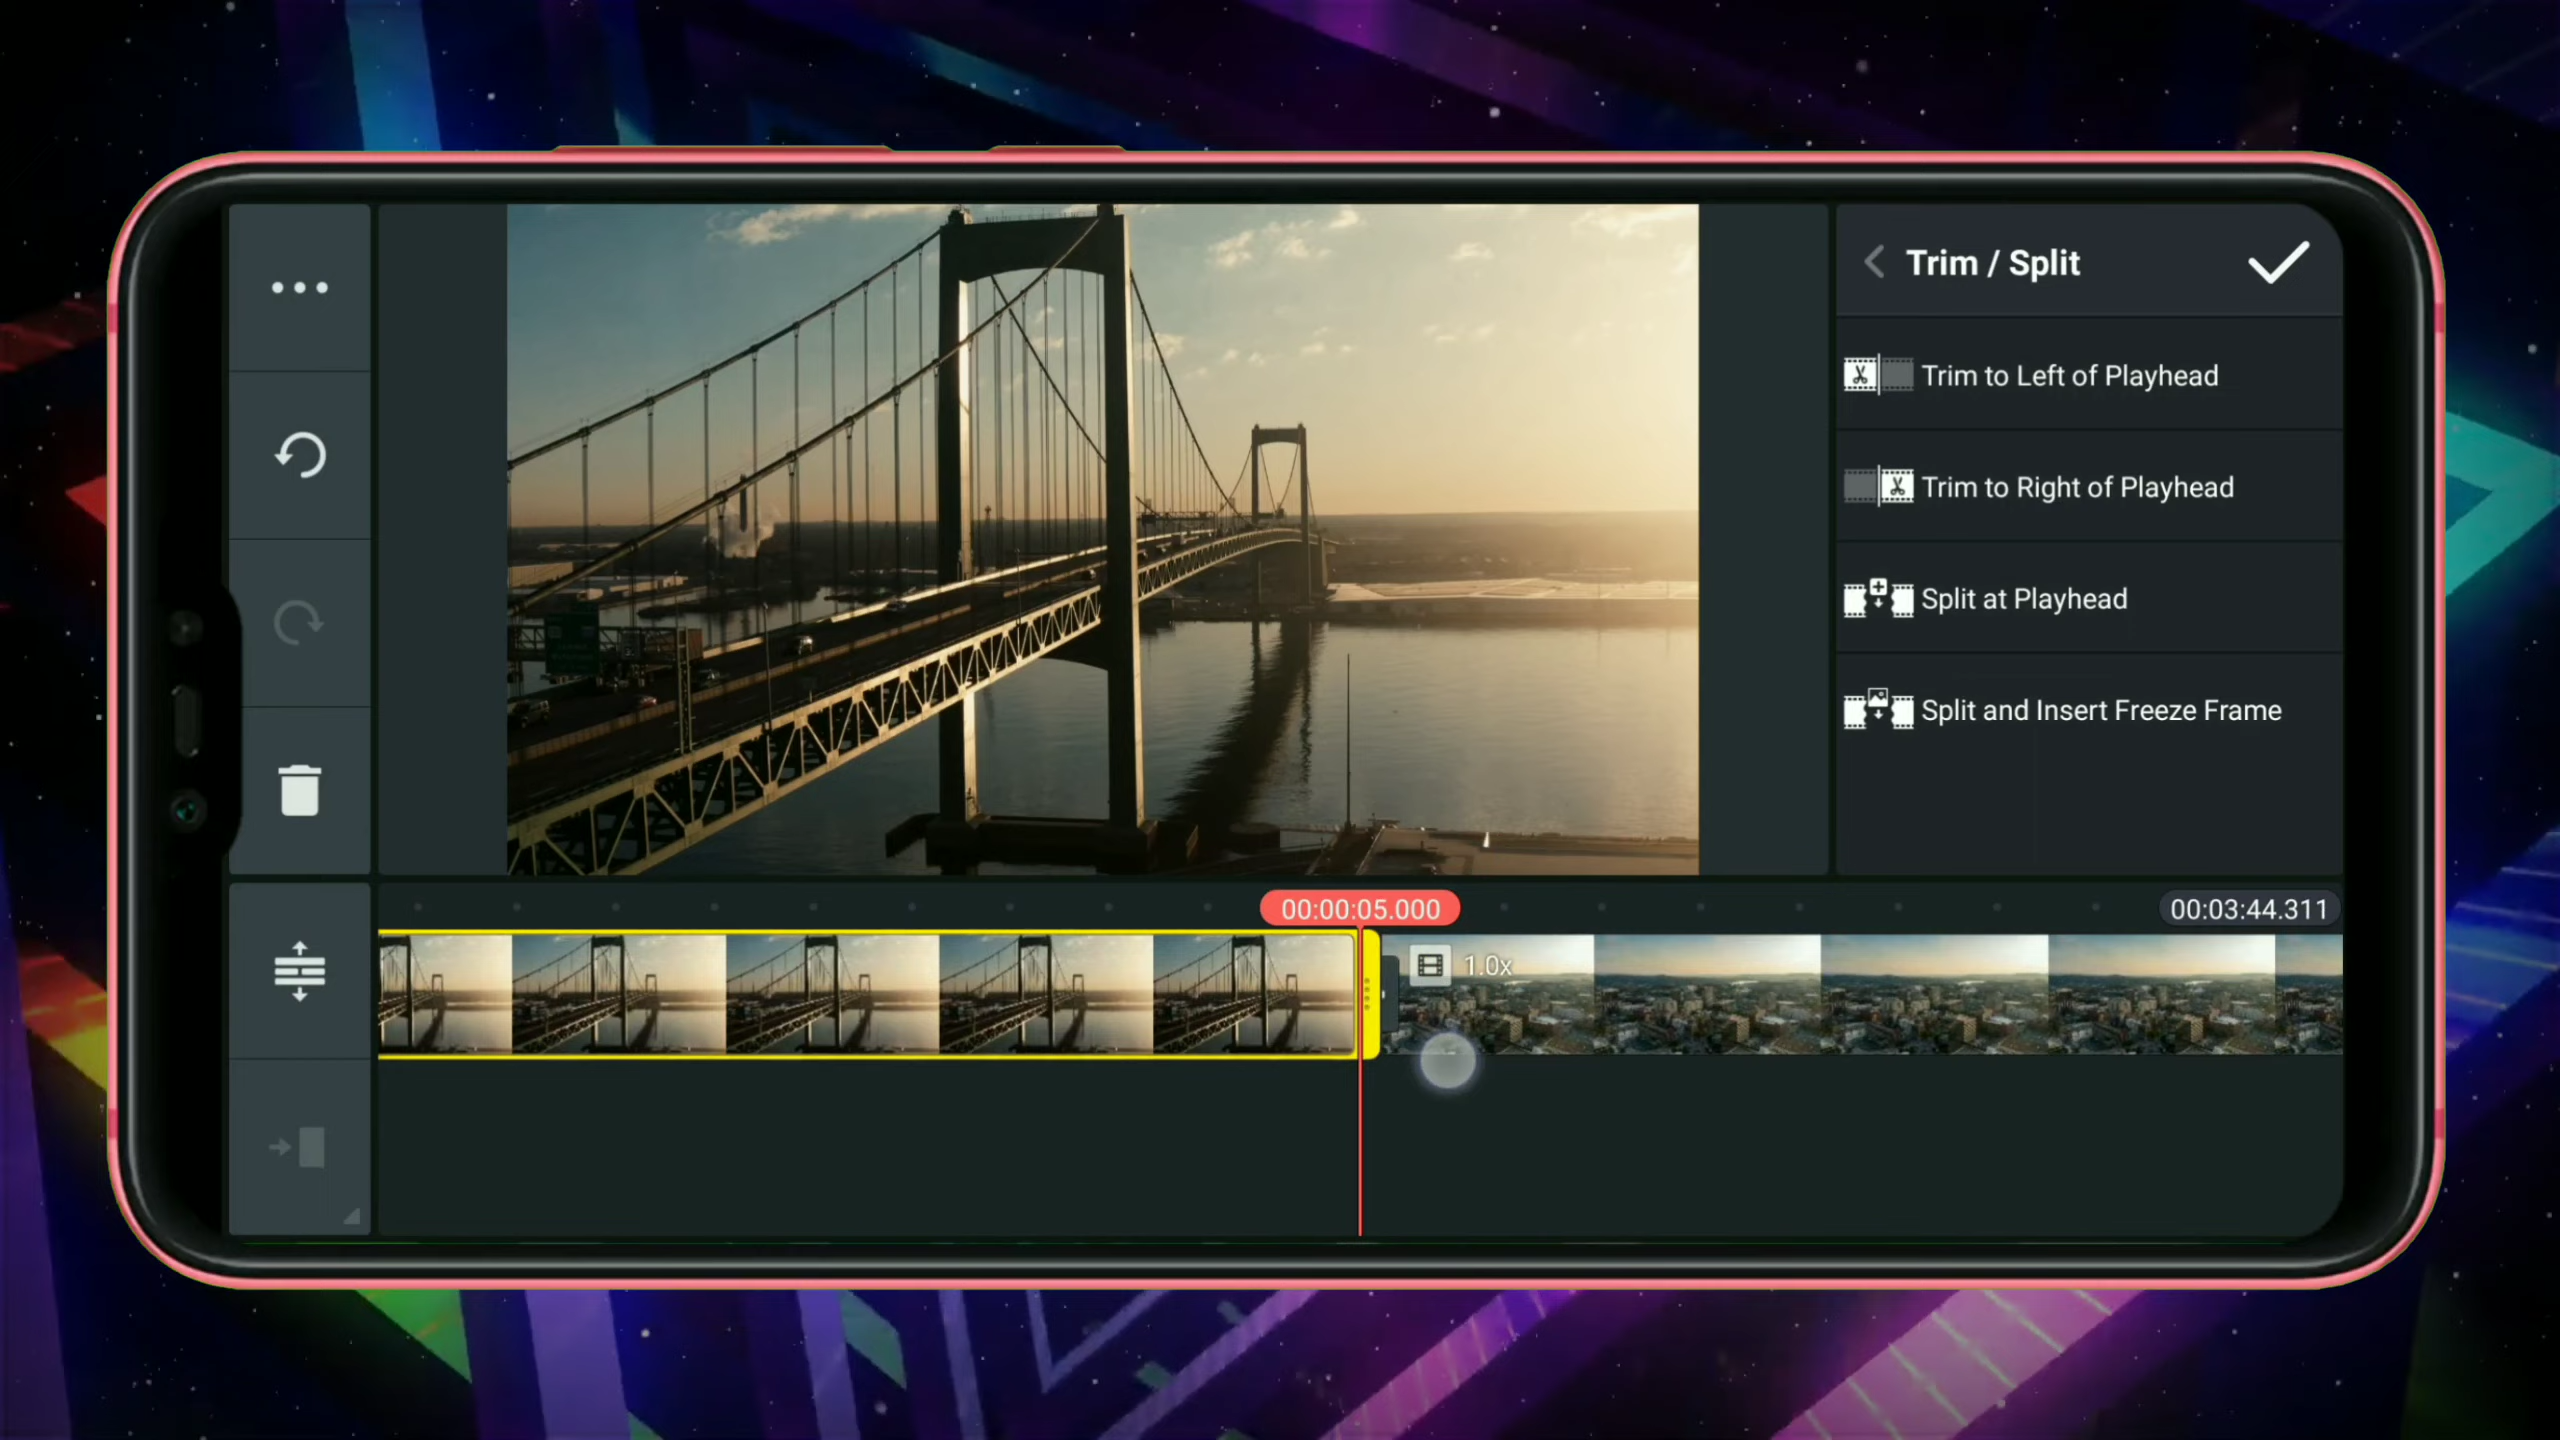 Trim / Split
Trim to Left of Playhead
Trim to Right of Playhead
Split at Playhead
Split and Insert Freeze Frame
00:00:05.000
00:03:44.311
1.0x